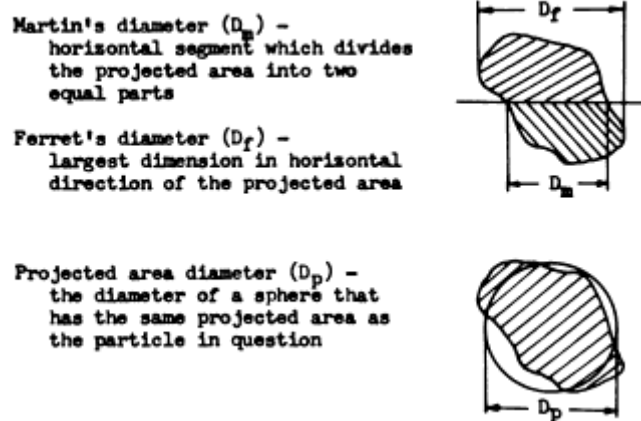 Martin's diameter (Dm) -
horizontal segment which divides
the projected area into two
equal parts
Ferret's diameter (Df) -
largest dimension in horizontal
direction of the projected area
Projected area diameter (Dp) -
the diameter of a sphere that
has the same projected area as
the particle in question
Df
Dm
Dp